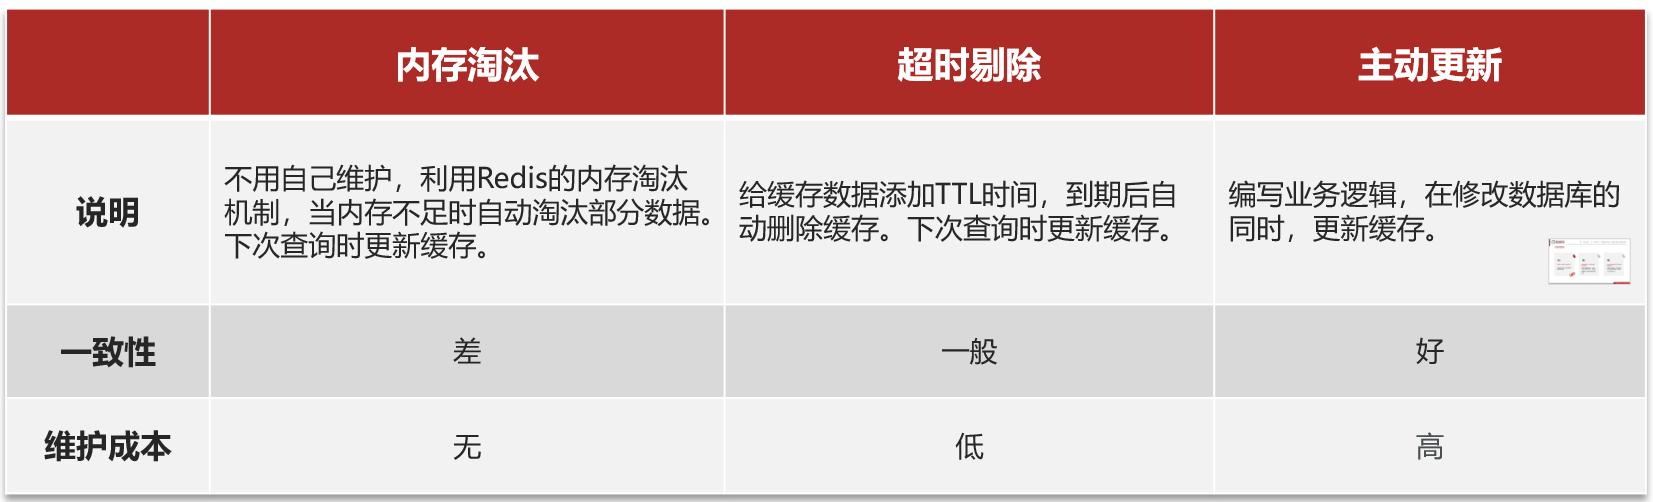 内存淘汰
超时剔除
主动更新
说明
不用自己维护，利用Redis的内存淘汰
机制，当内存不足时自动淘汰部分数据。
下次查询时更新缓存。
给缓存数据添加TTL时间，到期后自
动删除缓存。下次查询时更新缓存。
编写业务逻辑，在修改数据库的
同时，更新缓存。
一致性
差
一般
好
维护成本
无
低
高